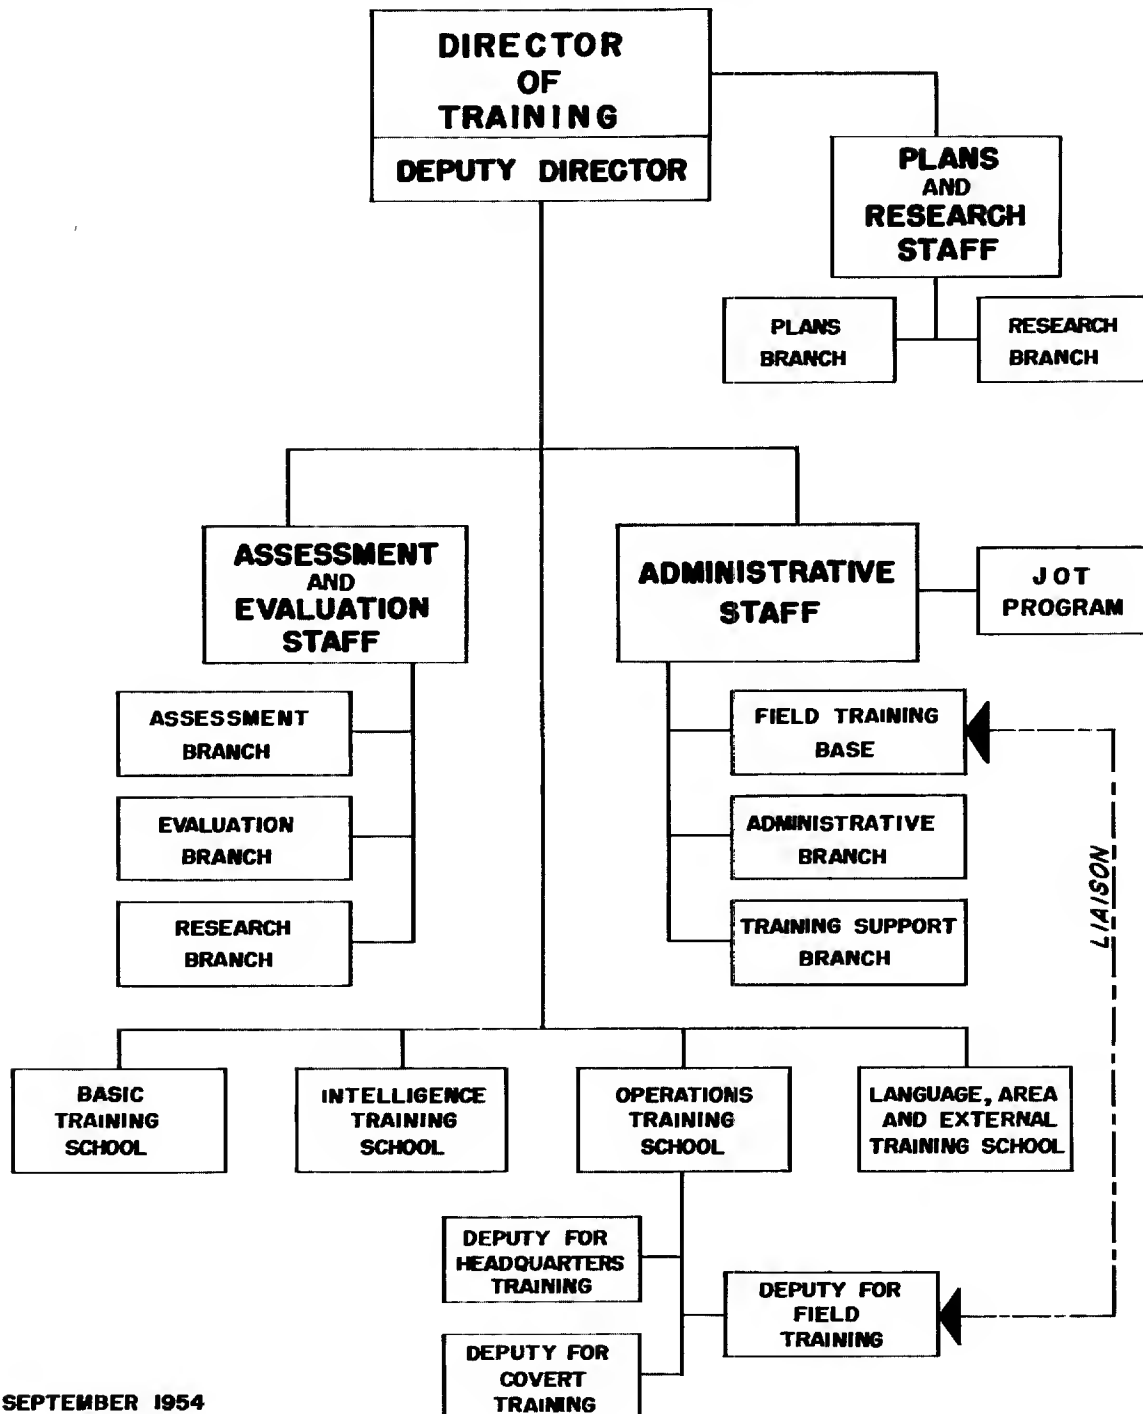 DIRECTOR
OF
TRAINING
DEPUTY DIRECTOR
PLANS
AND
RESEARCH
STAFF
PLANS
BRANCH
RESEARCH
BRANCH
ASSESSMENT
AND
EVALUATION
STAFF
ADMINISTRATIVE
STAFF
JOT
PROGRAM
ASSESSMENT
BRANCH
EVALUATION
BRANCH
RESEARCH
BRANCH
FIELD TRAINING
BASE
ADMINISTRATIVE
BRANCH
TRAINING SUPPORT
BRANCH
LIAISON
BASIC
TRAINING
SCHOOL
INTELLIGENCE
TRAINING
SCHOOL
OPERATIONS
TRAINING
SCHOOL
LANGUAGE, AREA
AND EXTERNAL
TRAINING SCHOOL
DEPUTY FOR
HEADQUARTERS
TRAINING
DEPUTY FOR
FIELD
TRAINING
DEPUTY FOR
COVERT
TRAINING
SEPTEMBER 1954